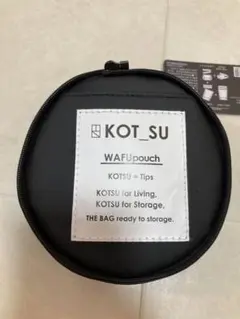 KOT_SU
WAFUpouch
KOTSU = Tips
KOTSU for Living,
KOTSU for Storage,
THE BAG ready to storage.